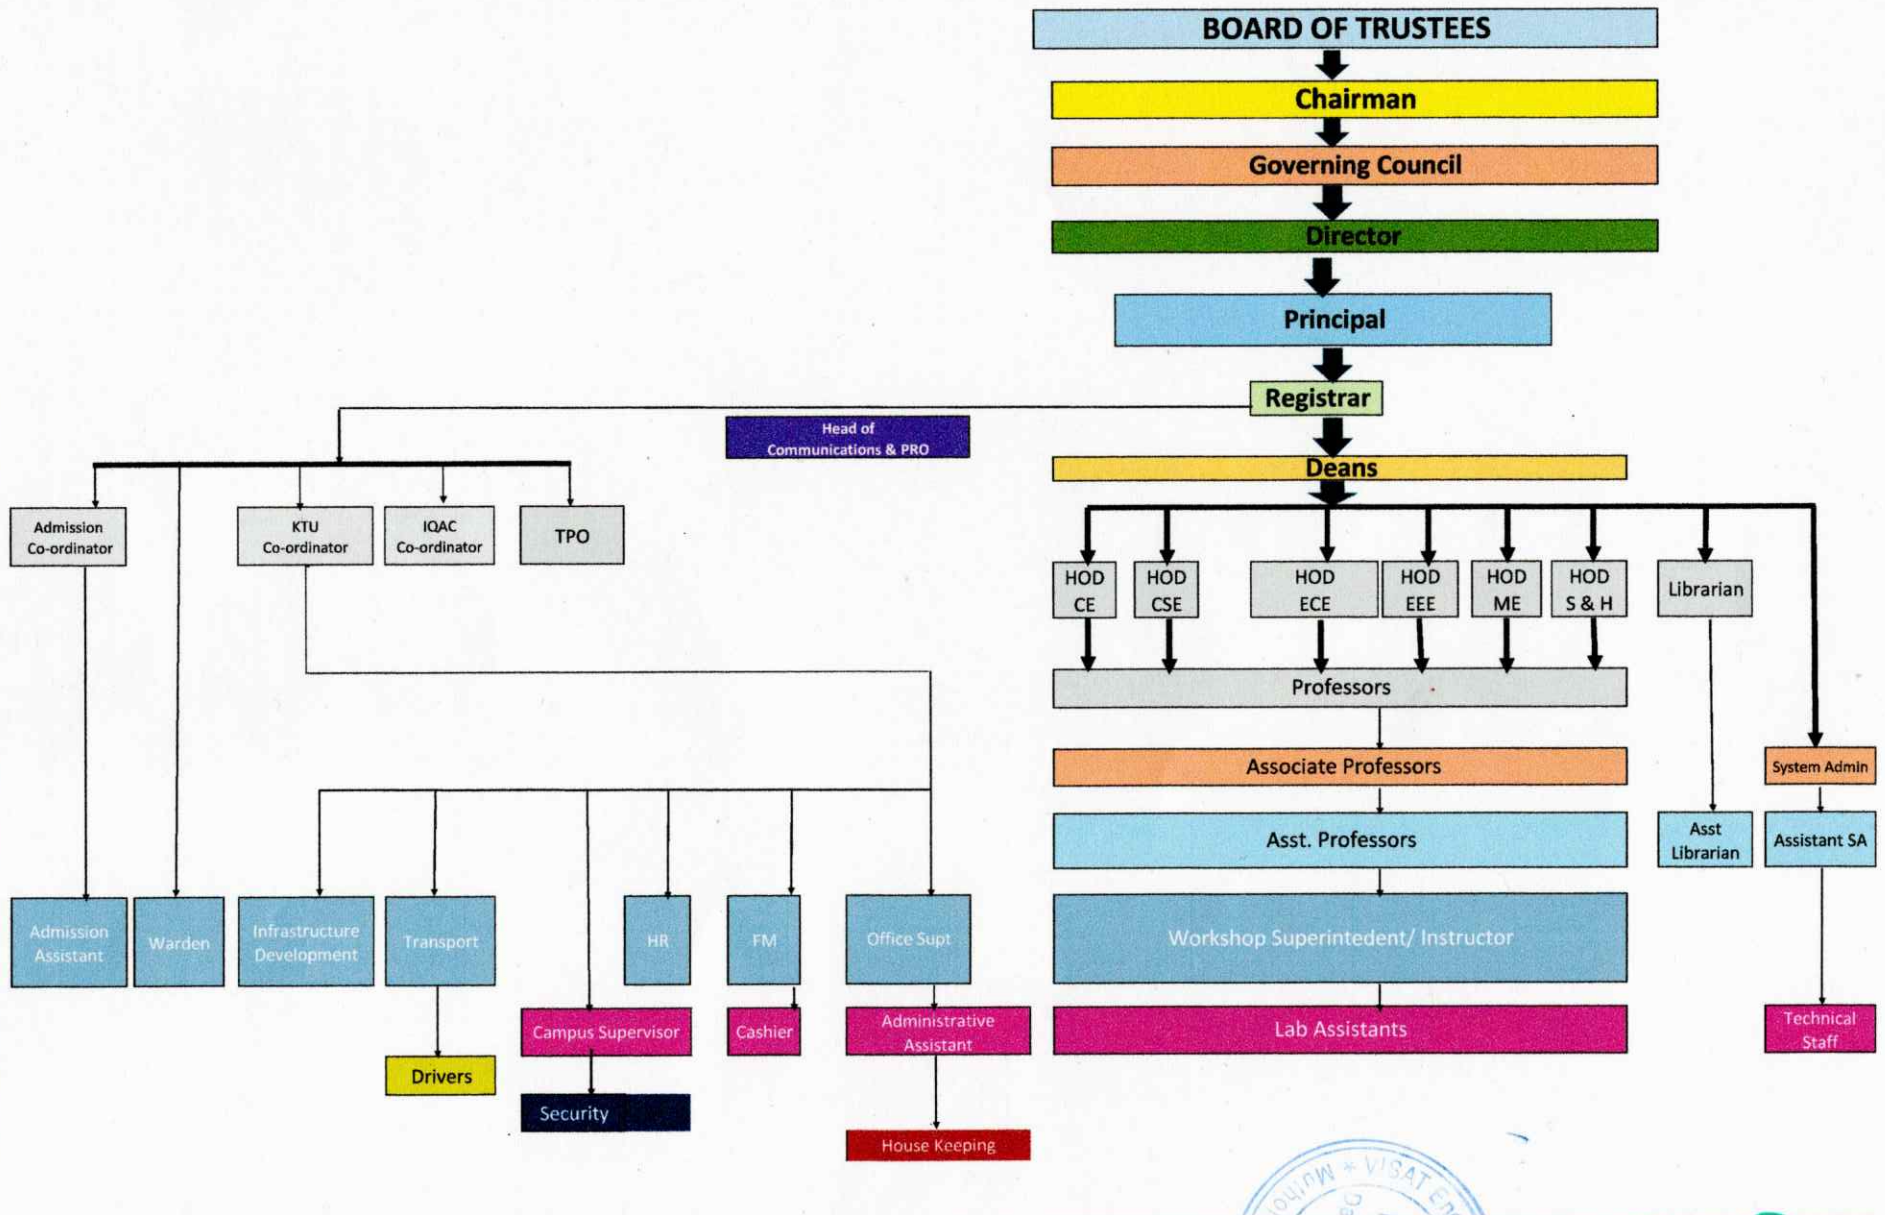 BOARD OF TRUSTEES
Chairman
Governing Council
Director
Principal
Registrar
Head of
Communications & PRO
Deans
Admission
Co-ordinator
KTU
Co-ordinator
IQAC
Co-ordinator
TPO
HOD
CE
HOD
CSE
HOD
ECE
HOD
EEE
HOD
ME
HOD
S & H
Librarian
Professors
Associate Professors
System Admin
Asst. Professors
Asst
Librarian
Assistant SA
Admission
Assistant
Warden
Infrastructure
Development
Transport
HR
FM
Office Supt
Workshop Superintedent/ Instructor
Campus Supervisor
Cashier
Administrative
Assistant
Lab Assistants
Technical
Staff
Drivers
Security
House Keeping
VISAT